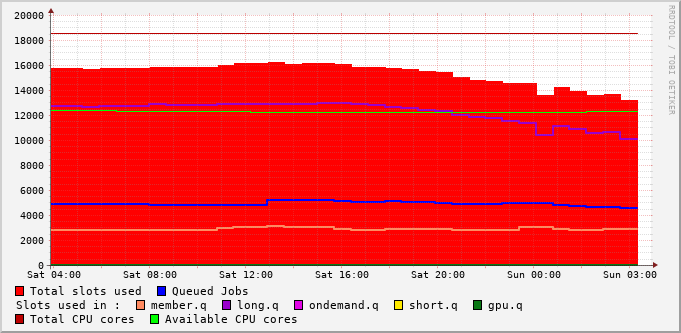 20000
18000
16000
14000
12000
10000
8000
6000
4000
2000
0
Sat 04:00 Sat 08:00 Sat 12:00 Sat 16:00 Sat 20:00 Sun 00:00 Sun 03:00
Total slots used Queued Jobs
Slots used in : member.q long.q ondemand.q short.q gpu.q
Total CPU cores Available CPU cores
RRDTOOL / TOBI OETIKER